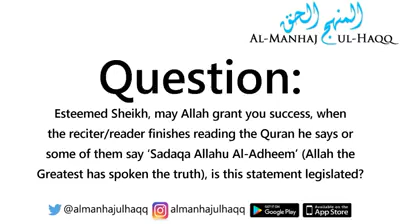 المنهج الحق
AL-MANHAJ UL-HAQQ
Question:
Esteemed Sheikh, may Allah grant you success, when
the reciter/reader finishes reading the Quran he says or
some of them say ‘Sadaqa Allahu Al-Adheem’ (Allah the
Greatest has spoken the truth), is this statement legislated?
@almanhajulhaqq almanhajulhaqq GET IT ON Google Play Available on the App Store